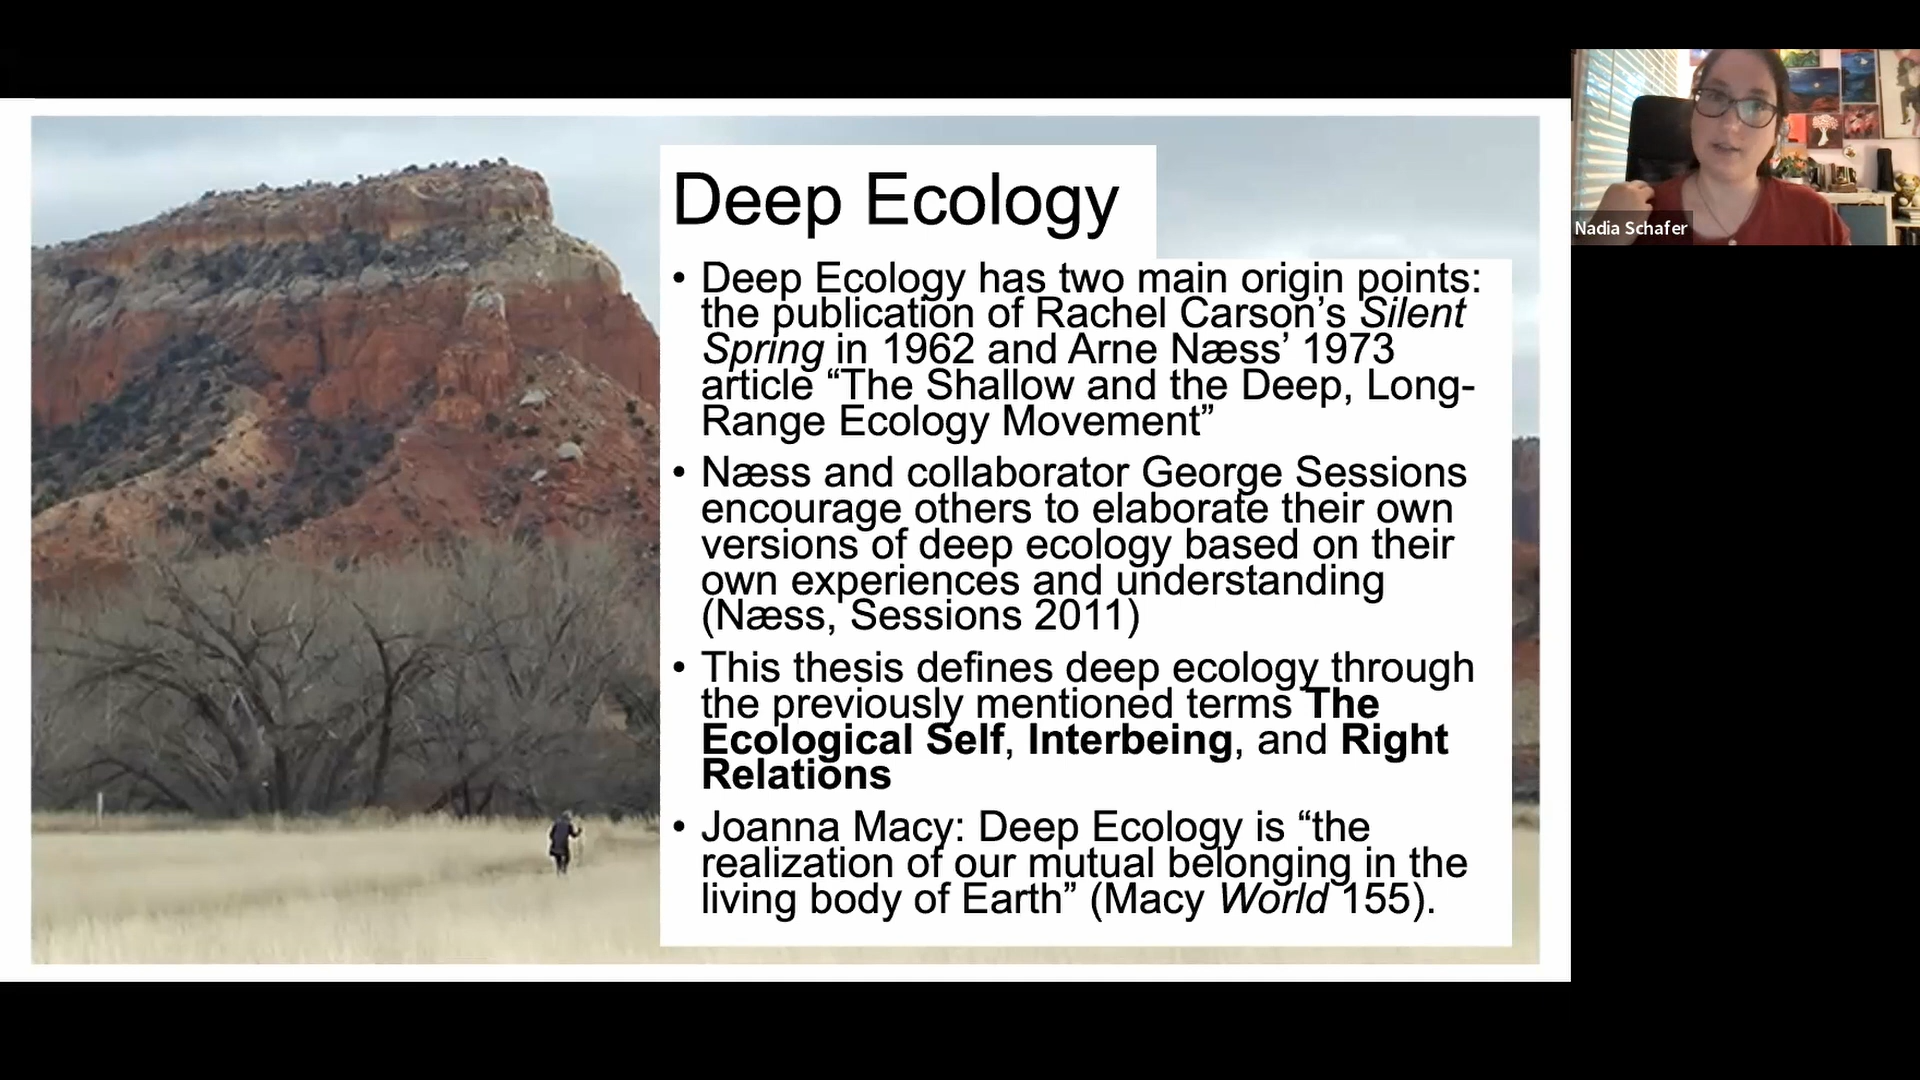 Deep Ecology
• Deep Ecology has two main origin points:
the publication of Rachel Carson’s Silent
Spring in 1962 and Arne Næss’ 1973
article “The Shallow and the Deep, Long-
Range Ecology Movement”
• Næss and collaborator George Sessions
encourage others to elaborate their own
versions of deep ecology based on their
own experiences and understanding
(Næss, Sessions 2011)
• This thesis defines deep ecology through
the previously mentioned terms The
Ecological Self, Interbeing, and Right
Relations
• Joanna Macy: Deep Ecology is “the
realization of our mutual belonging in the
living body of Earth” (Macy World 155).
Nadia Schafer